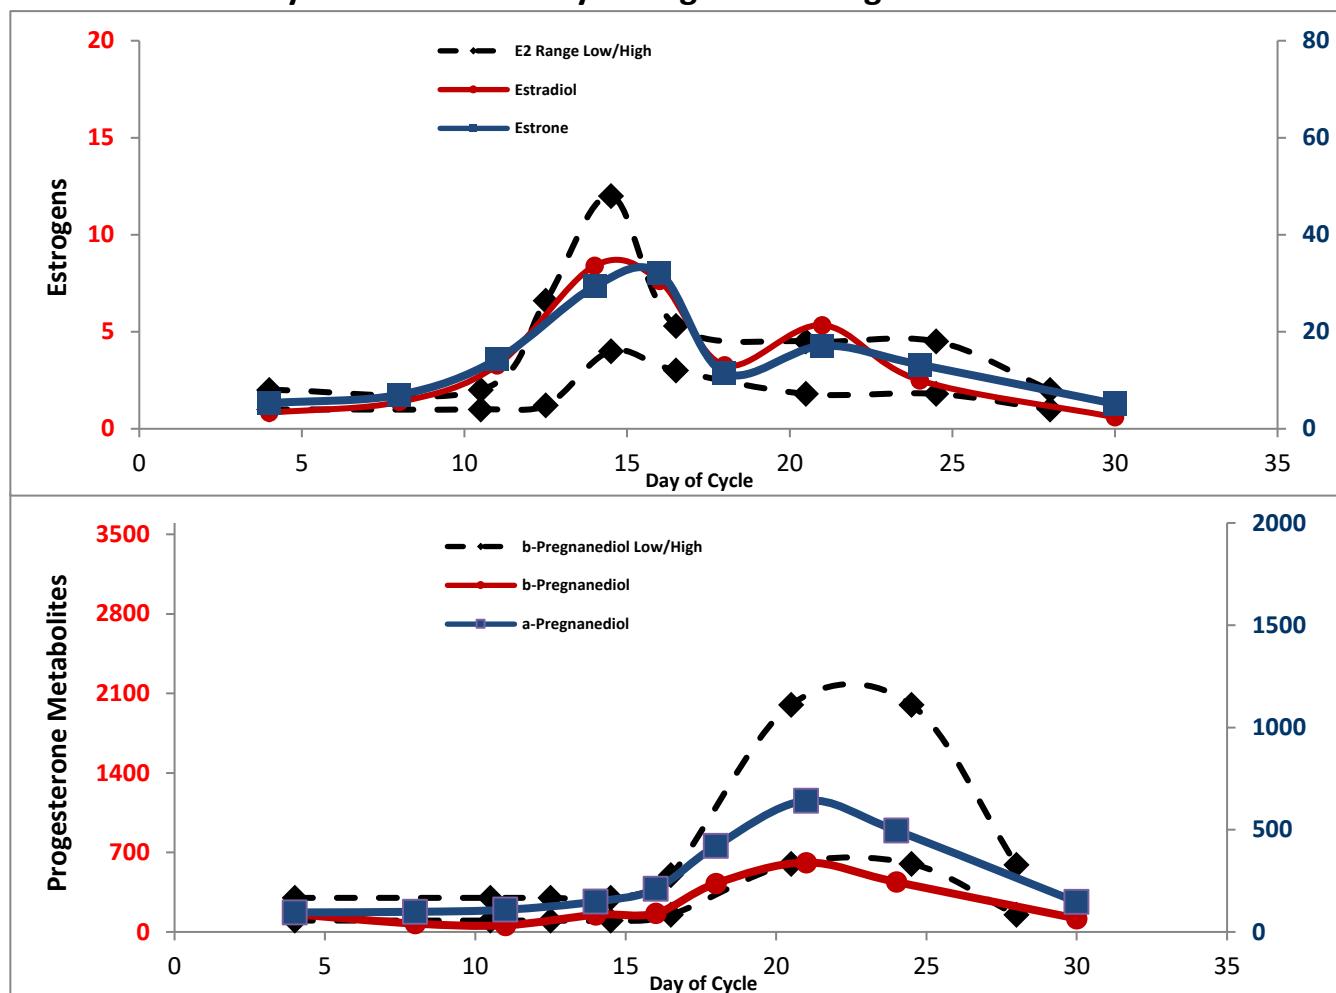 20
15
10
5
0
80
60
40
20
0
Estrogens
E2 Range Low/High
Estradiol
Estrone
0 5 10 15 20 25 30 35
Day of Cycle
3500
2800
2100
1400
700
0
2000
1500
1000
500
0
Progesterone Metabolites
b-Pregnanediol Low/High
b-Pregnanediol
a-Pregnanediol
0 5 10 15 20 25 30 35
Day of Cycle